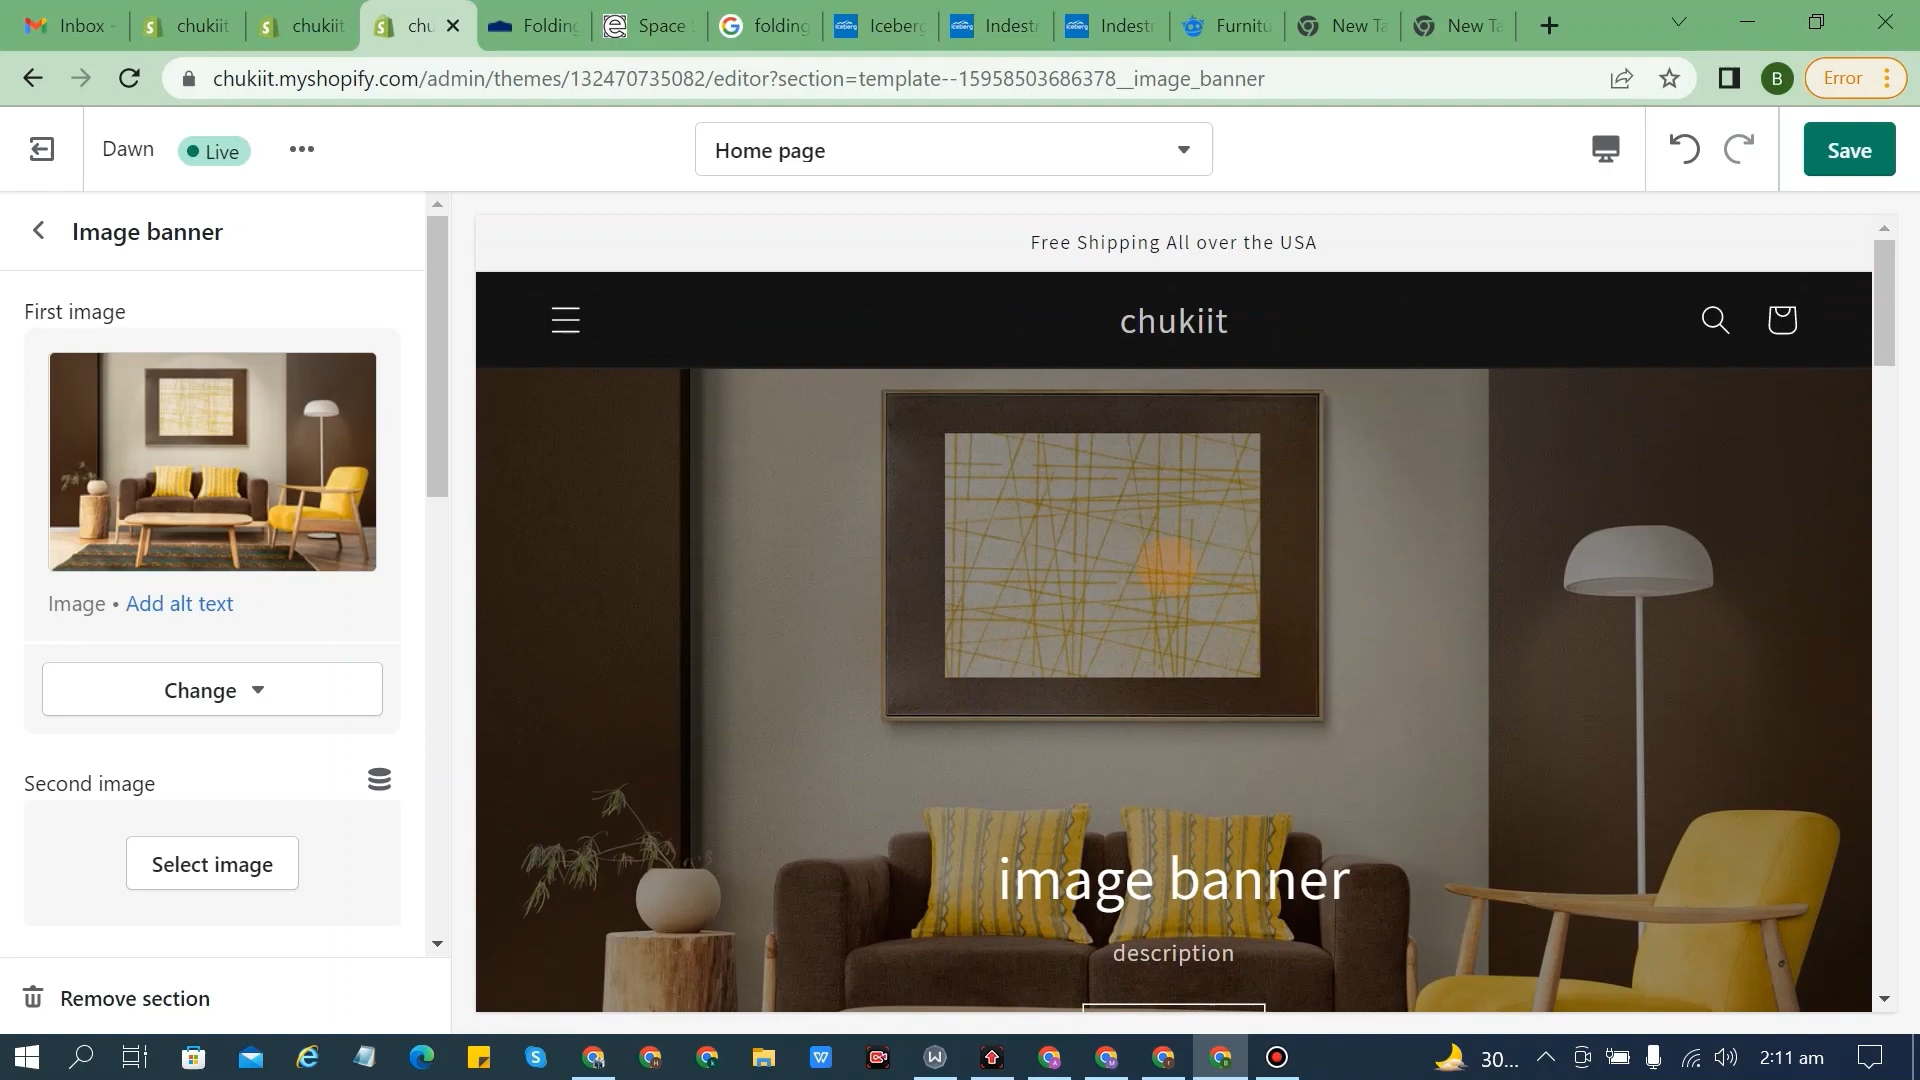 Inbox -
chukiit
chukiit
chu
Folding
Space
folding
Iceberg
Indestr
Indestr
Furnitu
New Ta
New Ta
chukiit.myshopify.com/admin/themes/132470735082/editor?section=template--15958503686378__image_banner
B
Error
Dawn
Live
Home page
Save
Image banner
First image
Image • Add alt text
Change
Second image
Select image
Remove section
Free Shipping All over the USA
chukiit
image banner
description
30...
2:11 am